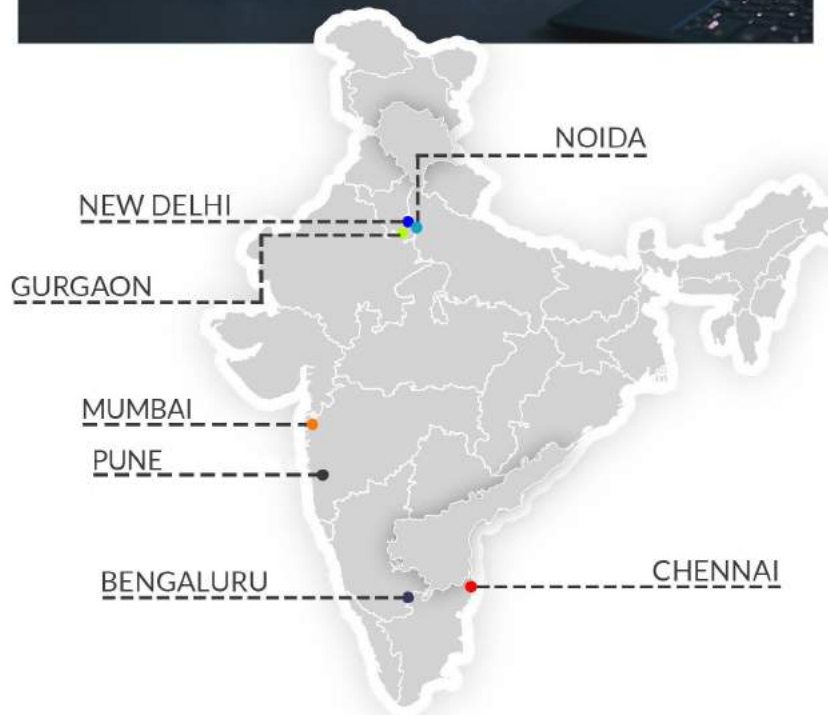 NOIDA
NEW DELHI
GURGAON
MUMBAI
PUNE
BENGALURU
CHENNAI